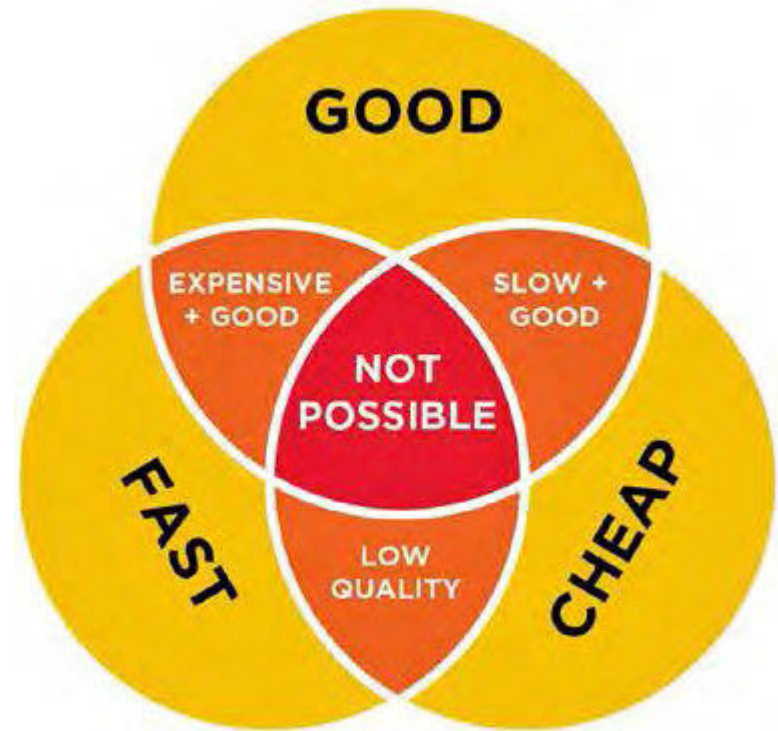 GOOD
EXPENSIVE
+ GOOD
SLOW +
GOOD
NOT
POSSIBLE
FAST
CHEAP
LOW
QUALITY